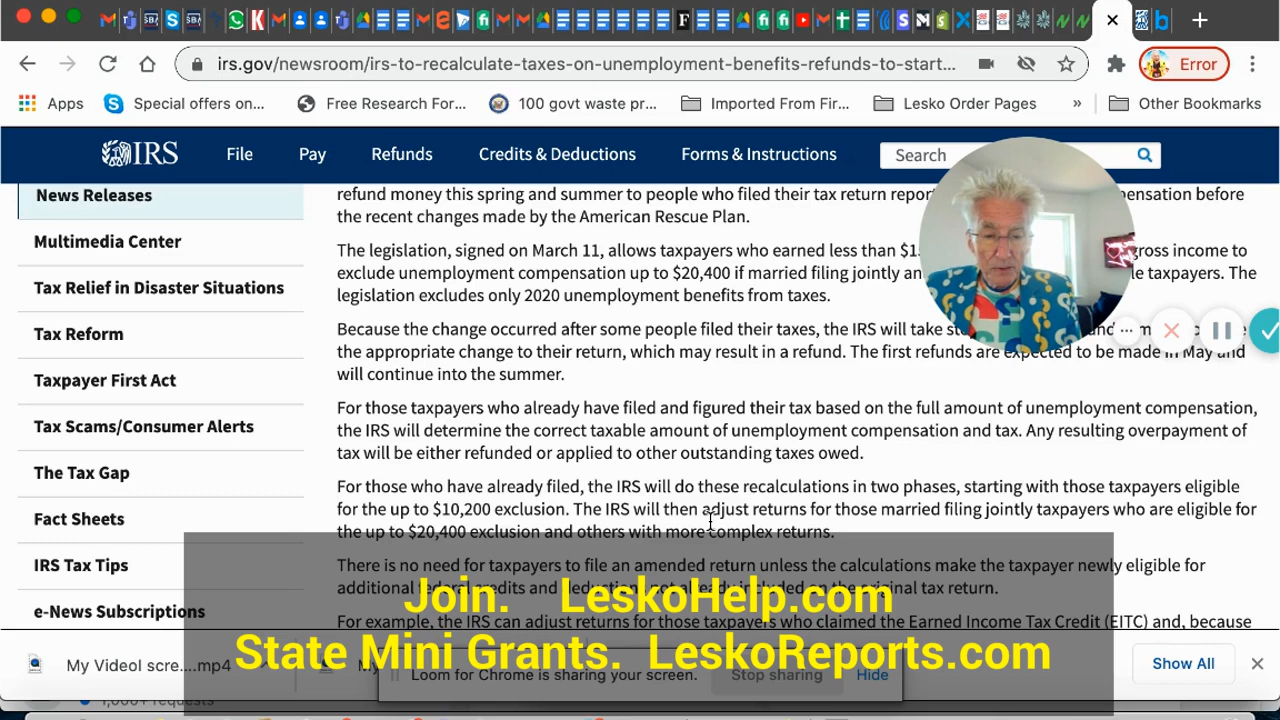 irs.gov/newsroom/irs-to-recalculate-taxes-on-unemployment-benefits-refunds-to-start...
Error
Apps
Special offers on...
Free Research For...
100 govt waste pr...
Imported From Fir...
Lesko Order Pages
»
Other Bookmarks
IRS
File
Pay
Refunds
Credits & Deductions
Forms & Instructions
Search
News Releases
Multimedia Center
Tax Relief in Disaster Situations
Tax Reform
Taxpayer First Act
Tax Scams/Consumer Alerts
The Tax Gap
Fact Sheets
IRS Tax Tips
e-News Subscriptions
refund money this spring and summer to people who filed their tax return before
the recent changes made by the American Rescue Plan.
The legislation, signed on March 11, allows taxpayers who earned less than gross income to
exclude unemployment compensation up to $20,400 if married filing jointly taxpayers. The
legislation excludes only 2020 unemployment benefits from taxes.
Because the change occurred after some people filed their taxes, the IRS will take
the appropriate change to their return, which may result in a refund. The first refunds are expected to be made in May and
will continue into the summer.
For those taxpayers who already have filed and figured their tax based on the full amount of unemployment compensation,
the IRS will determine the correct taxable amount of unemployment compensation and tax. Any resulting overpayment of
tax will be either refunded or applied to other outstanding taxes owed.
For those who have already filed, the IRS will do these recalculations in two phases, starting with those taxpayers eligible
for the up to $10,200 exclusion. The IRS will then adjust returns for those married filing jointly taxpayers who are eligible for
the up to $20,400 exclusion and others with more complex returns.
There is no need for taxpayers to file an amended return unless the calculations make the taxpayer newly eligible for
additional federal credits and deductions not already included on the original tax return.
For example, the IRS can adjust returns for those taxpayers who claimed the Earned Income Tax Credit (EITC) and, because
Join. LeskoHelp.com
State Mini Grants. LeskoReports.com
My Videol scre....mp4
My
Loom for Chrome is sharing your screen.
Stop sharing
Hide
Show All
1,000+ requests